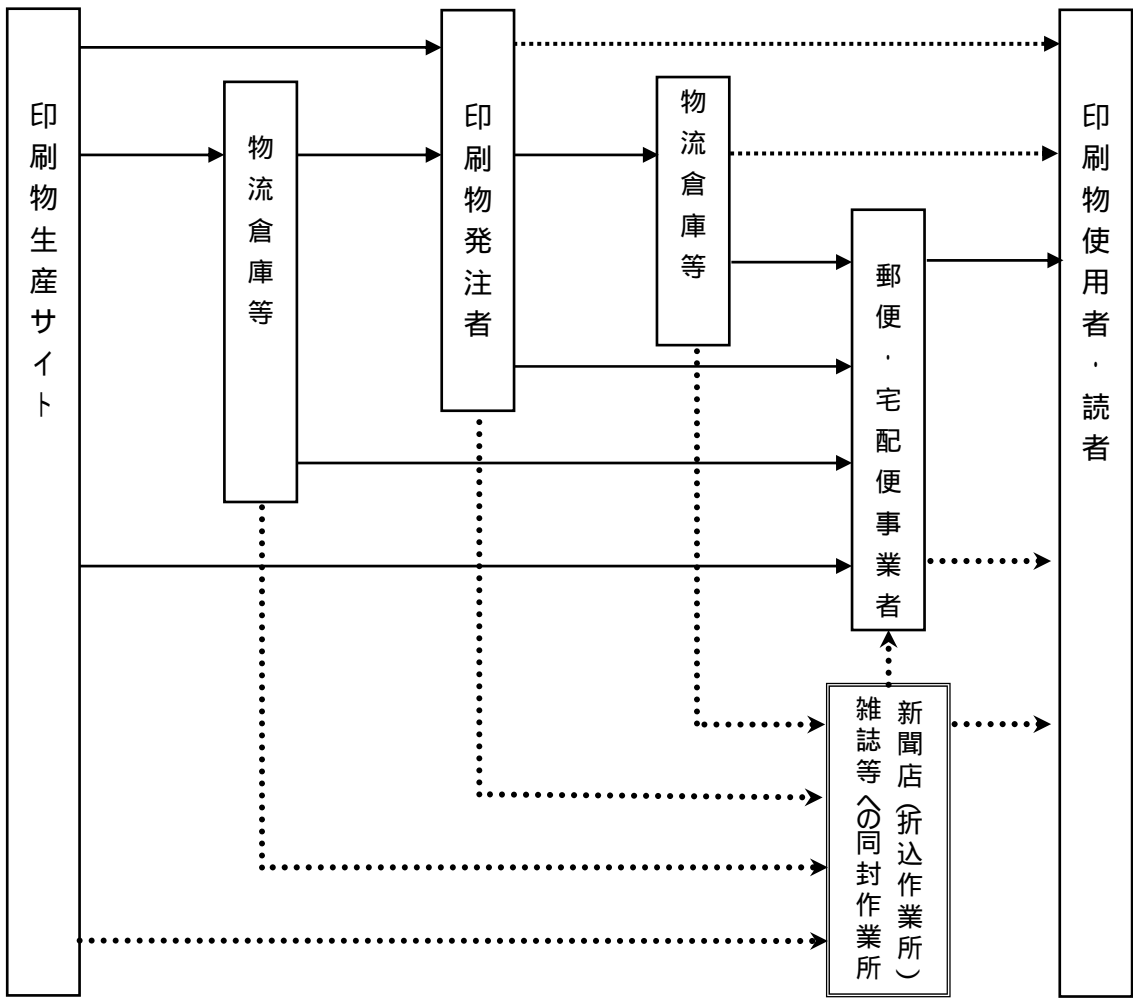 印刷物生産サイト
物流倉庫等
印刷物発注者
物流倉庫等
郵便・宅配便事業者
新聞店(折込作業所)
雑誌等への同封作業所
印刷物使用者・読者